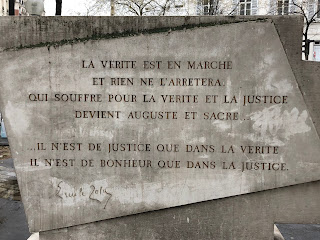 LA VERITE EST EN MARCHE
ET RIEN NE L'ARRETERA.
QUI SOUFFRE POUR LA VERITE ET LA JUSTICE
DEVIENT AUGUSTE ET SACRE...
...IL N'EST DE JUSTICE QUE DANS LA VERITE
IL N'EST DE BONHEUR QUE DANS LA JUSTICE.
Emile Zola